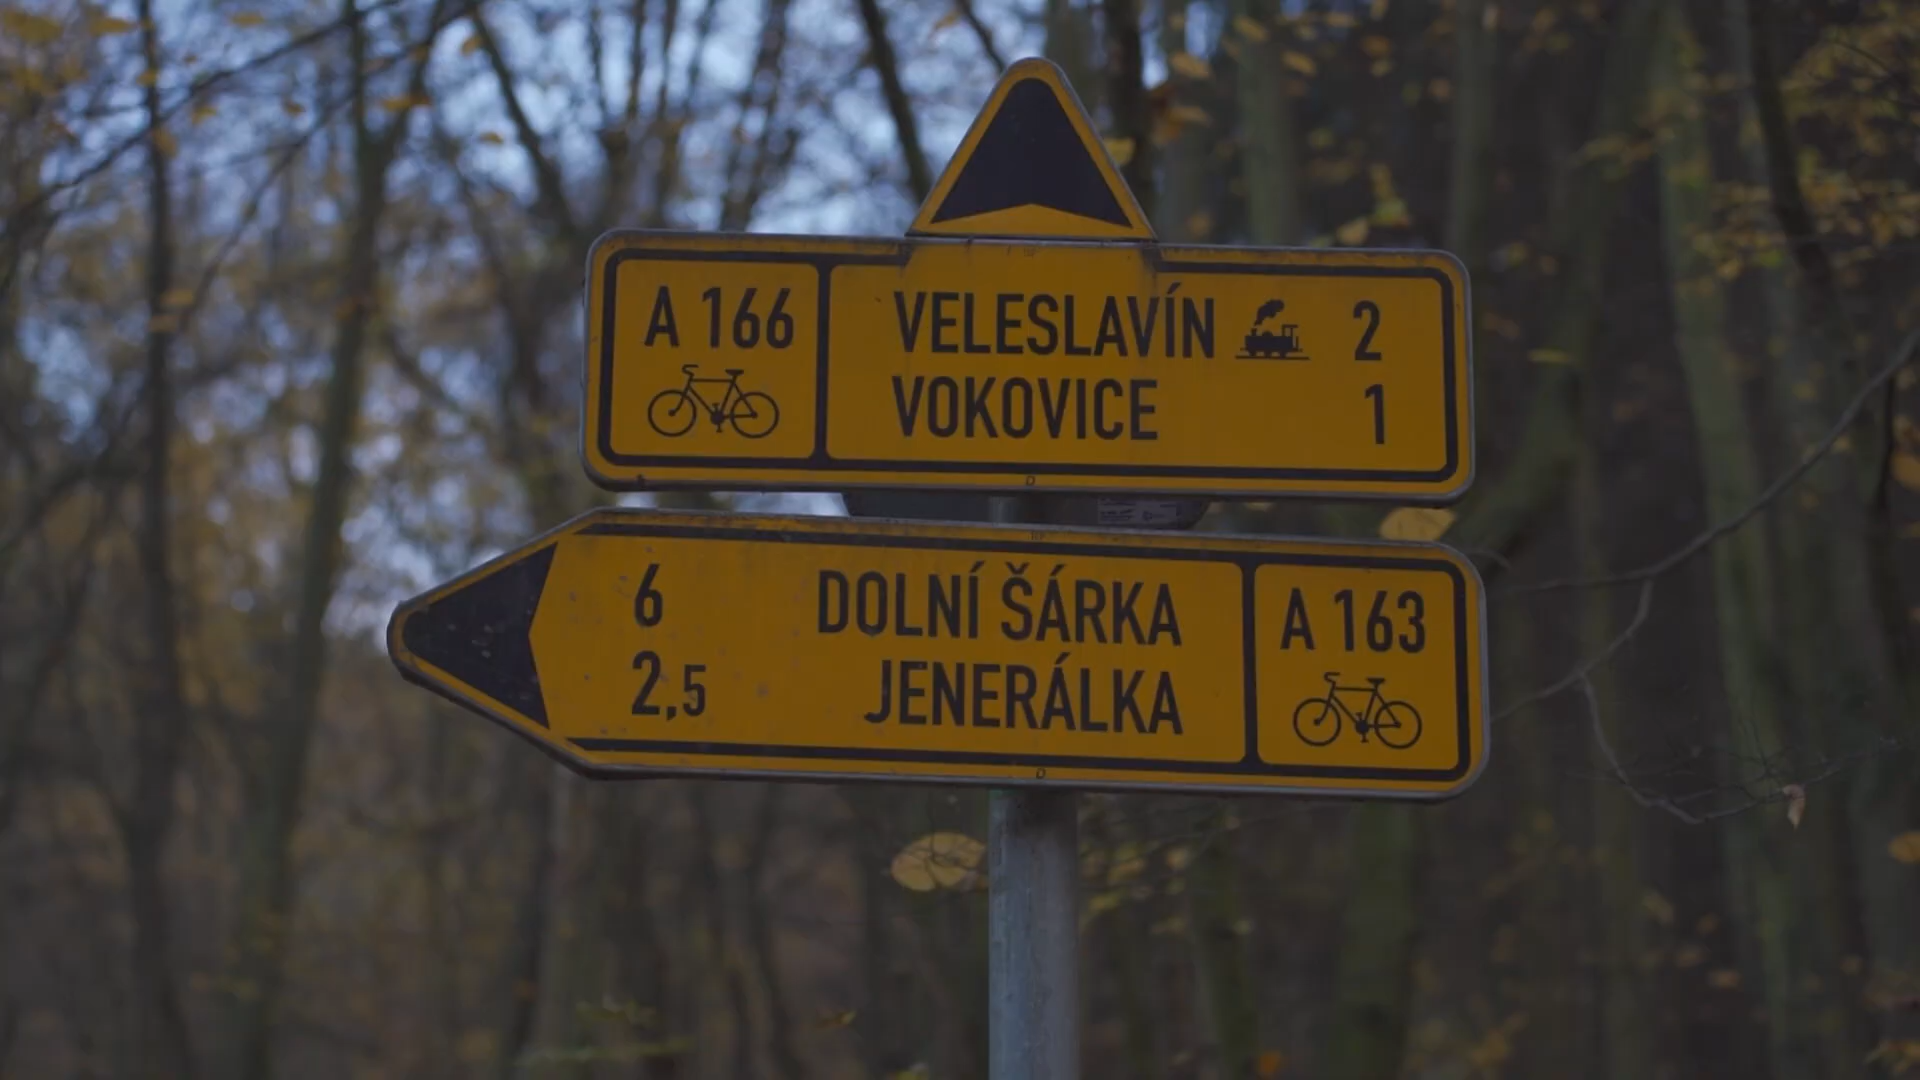 A 166
VELESLAVÍN 2
VOKOVICE 1
6 DOLNÍ ŠÁRKA
2,5 JENERÁLKA
A 163